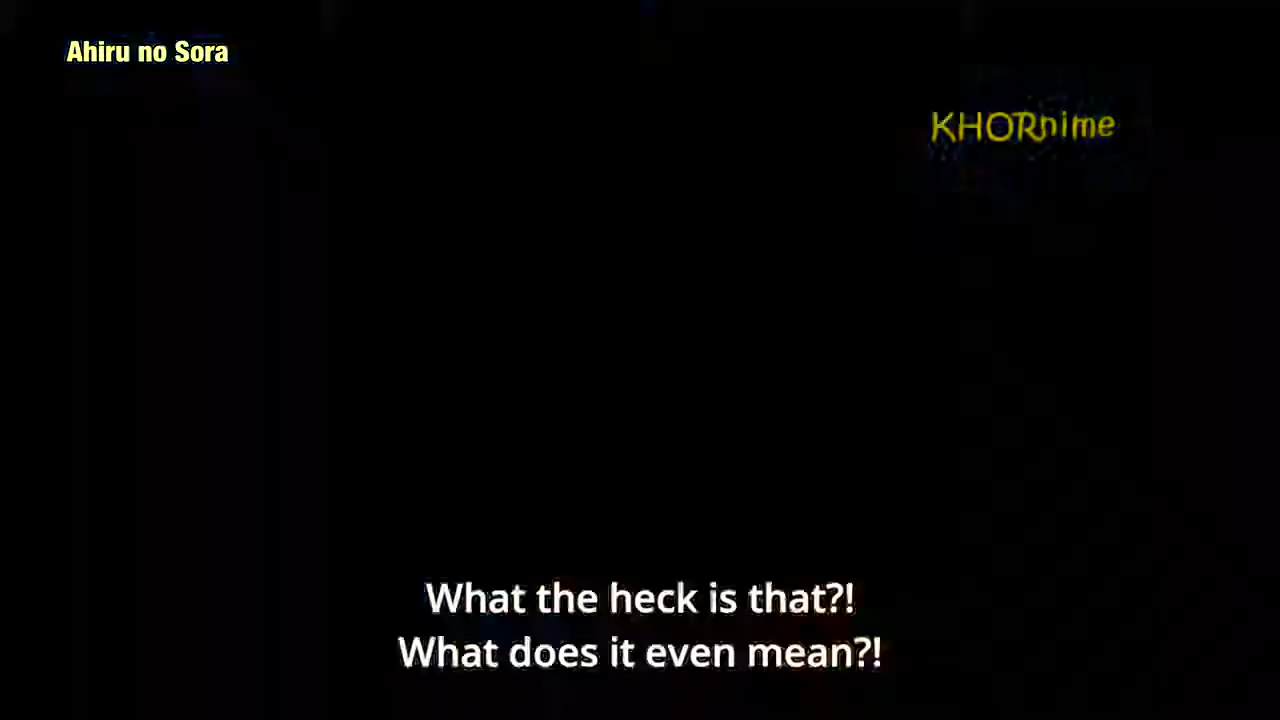 Ahiru no Sora
KHORnime
What the heck is that?!
What does it even mean?!